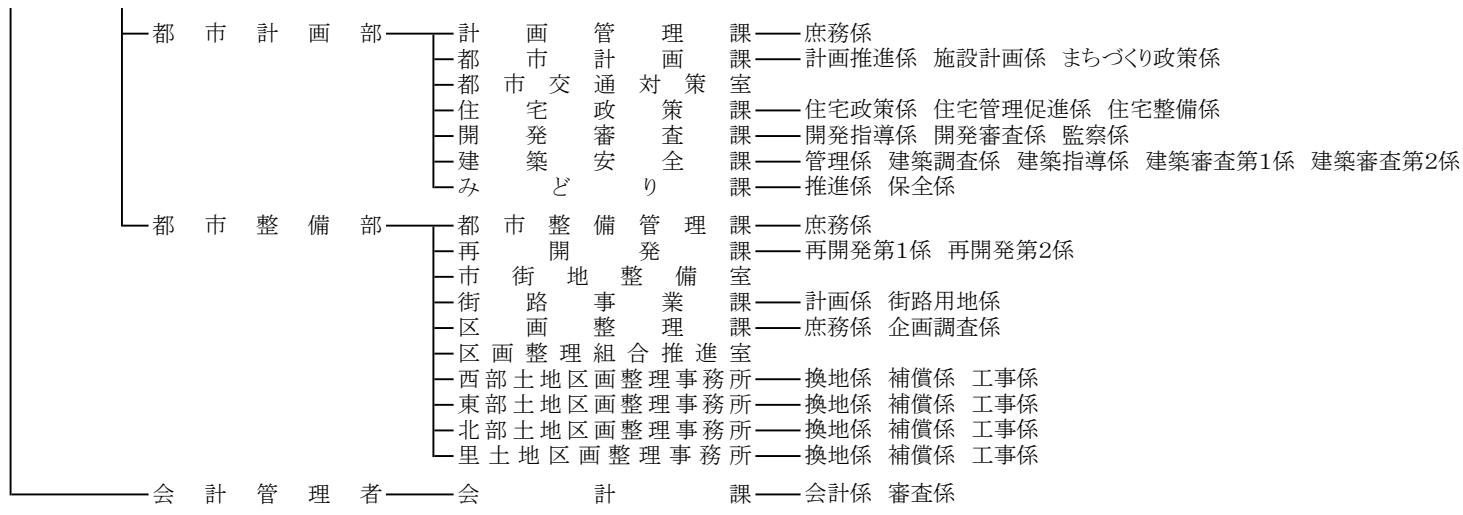 都市計画部 計画管理課 庶務係
都市計画課 計画推進係 施設計画係 まちづくり政策係
都市交通対策室
住宅政策課 住宅政策係 住宅管理促進係 住宅整備係
開発審査課 開発指導係 開発審査係 監察係
建築安全課 管理係 建築調査係 建築指導係 建築審査第1係 建築審査第2係
みどり課 推進係 保全係
都市整備部 都市整備管理課 庶務係
再開発課 再開発第1係 再開発第2係
市街地整備室
街路事業課 計画係 街路用地係
区画整理課 庶務係 企画調査係
区画整理組合推進室
西部土地区画整理事務所 換地係 補償係 工事係
東部土地区画整理事務所 換地係 補償係 工事係
北部土地区画整理事務所 換地係 補償係 工事係
里土地区画整理事務所 換地係 補償係 工事係
会計管理者 会計課 会計係 審査係